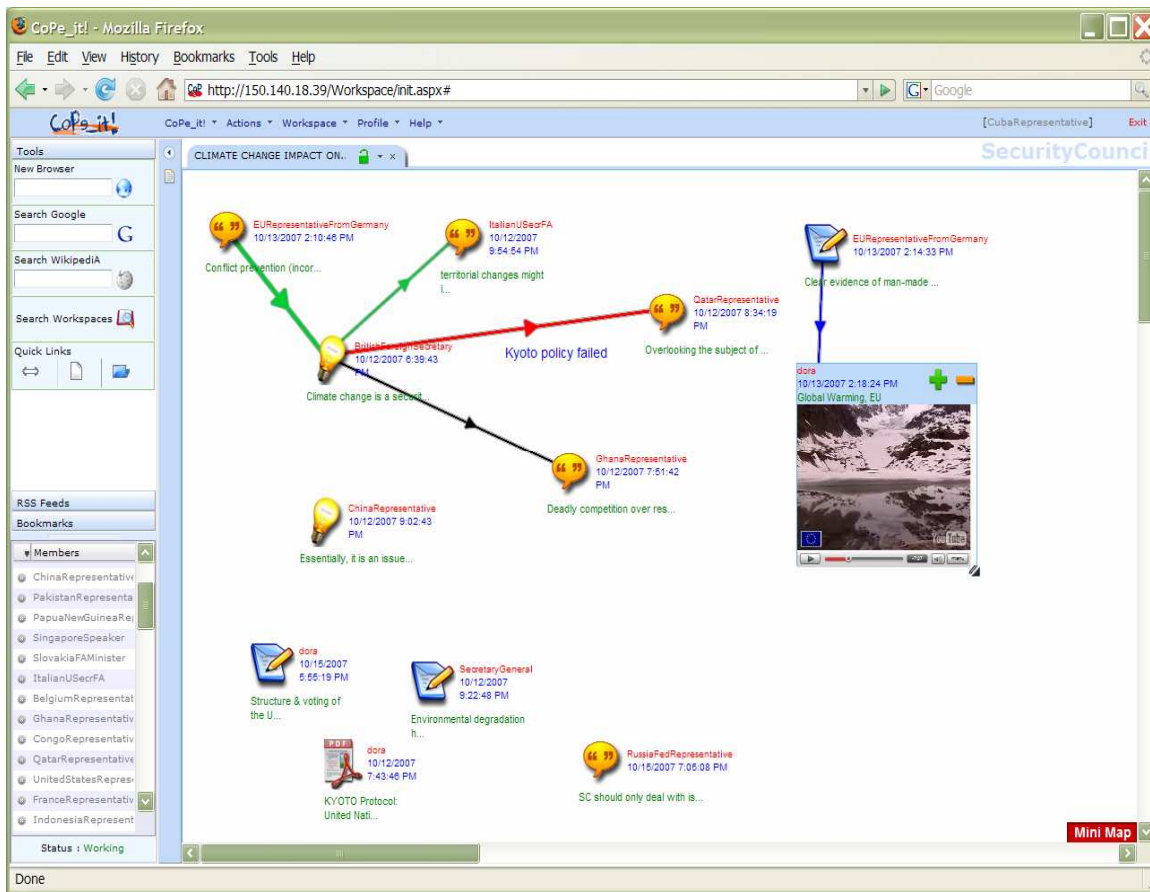 CoPe_it! - Mozilla Firefox
File Edit View History Bookmarks Tools Help
http://150.140.18.39/Workspace/init.aspx#
G Google
CoPe_it!
CoPe_it! Actions Workspace Profile Help
[CubaRepresentative] Exit
Tools
CLIMATE CHANGE IMPACT ON..
SecurityCounci
New Browser
Search Google
G
Search WikipediA
Search Workspaces
Quick Links
RSS Feeds
Bookmarks
Members
ChinaRepresentative
PakistanRepresenta
PapuaNewGuineaRe
SingaporeSpeaker
SlovakiaFAMinister
ItalianUSecrFA
BelgiumRepresentat
GhanaRepresentativ
CongoRepresentativ
QatarRepresentative
UnitedStatesRepres
FranceRepresentativ
IndonesiaRepresent
Status : Working
EURepresentativeFromGermany
10/13/2007 2:10:46 PM
Conflict prevention (incor...
ItalianUSecrFA
10/12/2007
9:54:54 PM
territorial changes might
i...
EURepresentativeFromGermany
10/13/2007 2:14:33 PM
Clear evidence of man-made ...
QatarRepresentative
10/12/2007 8:34:19
PM
Overlooking the subject of ...
Kyoto policy failed
BritishForeignSecretary
10/12/2007 6:39:43
PM
Climate change is a securit...
dora
10/13/2007 2:18:24 PM
Global Warming, EU
YouTube
GhanaRepresentative
10/12/2007 7:51:42
PM
Deadly competition over res...
ChinaRepresentative
10/12/2007 9:02:43
PM
Essentially, it is an issue...
dora
10/15/2007
5:55:19 PM
Structure & voting of
the U...
SecretaryGeneral
10/12/2007
9:22:48 PM
Environmental degradation
h...
PDF
dora
10/12/2007
7:43:46 PM
KYOTO Protocol:
United Nati...
RussiaFedRepresentative
10/15/2007 7:05:08 PM
SC should only deal with is...
Mini Map
Done